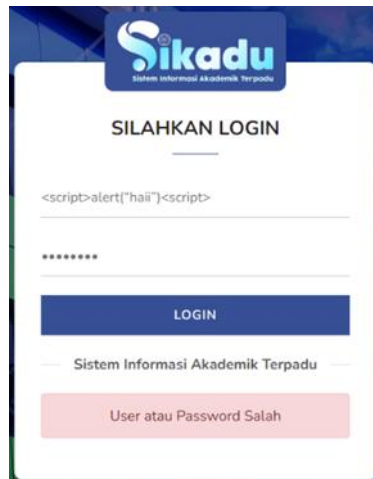 Sikadu
Sistem Informasi Akademik Terpadu
SILAHKAN LOGIN
<script>alert("haii")<script>
••••••••
LOGIN
Sistem Informasi Akademik Terpadu
User atau Password Salah